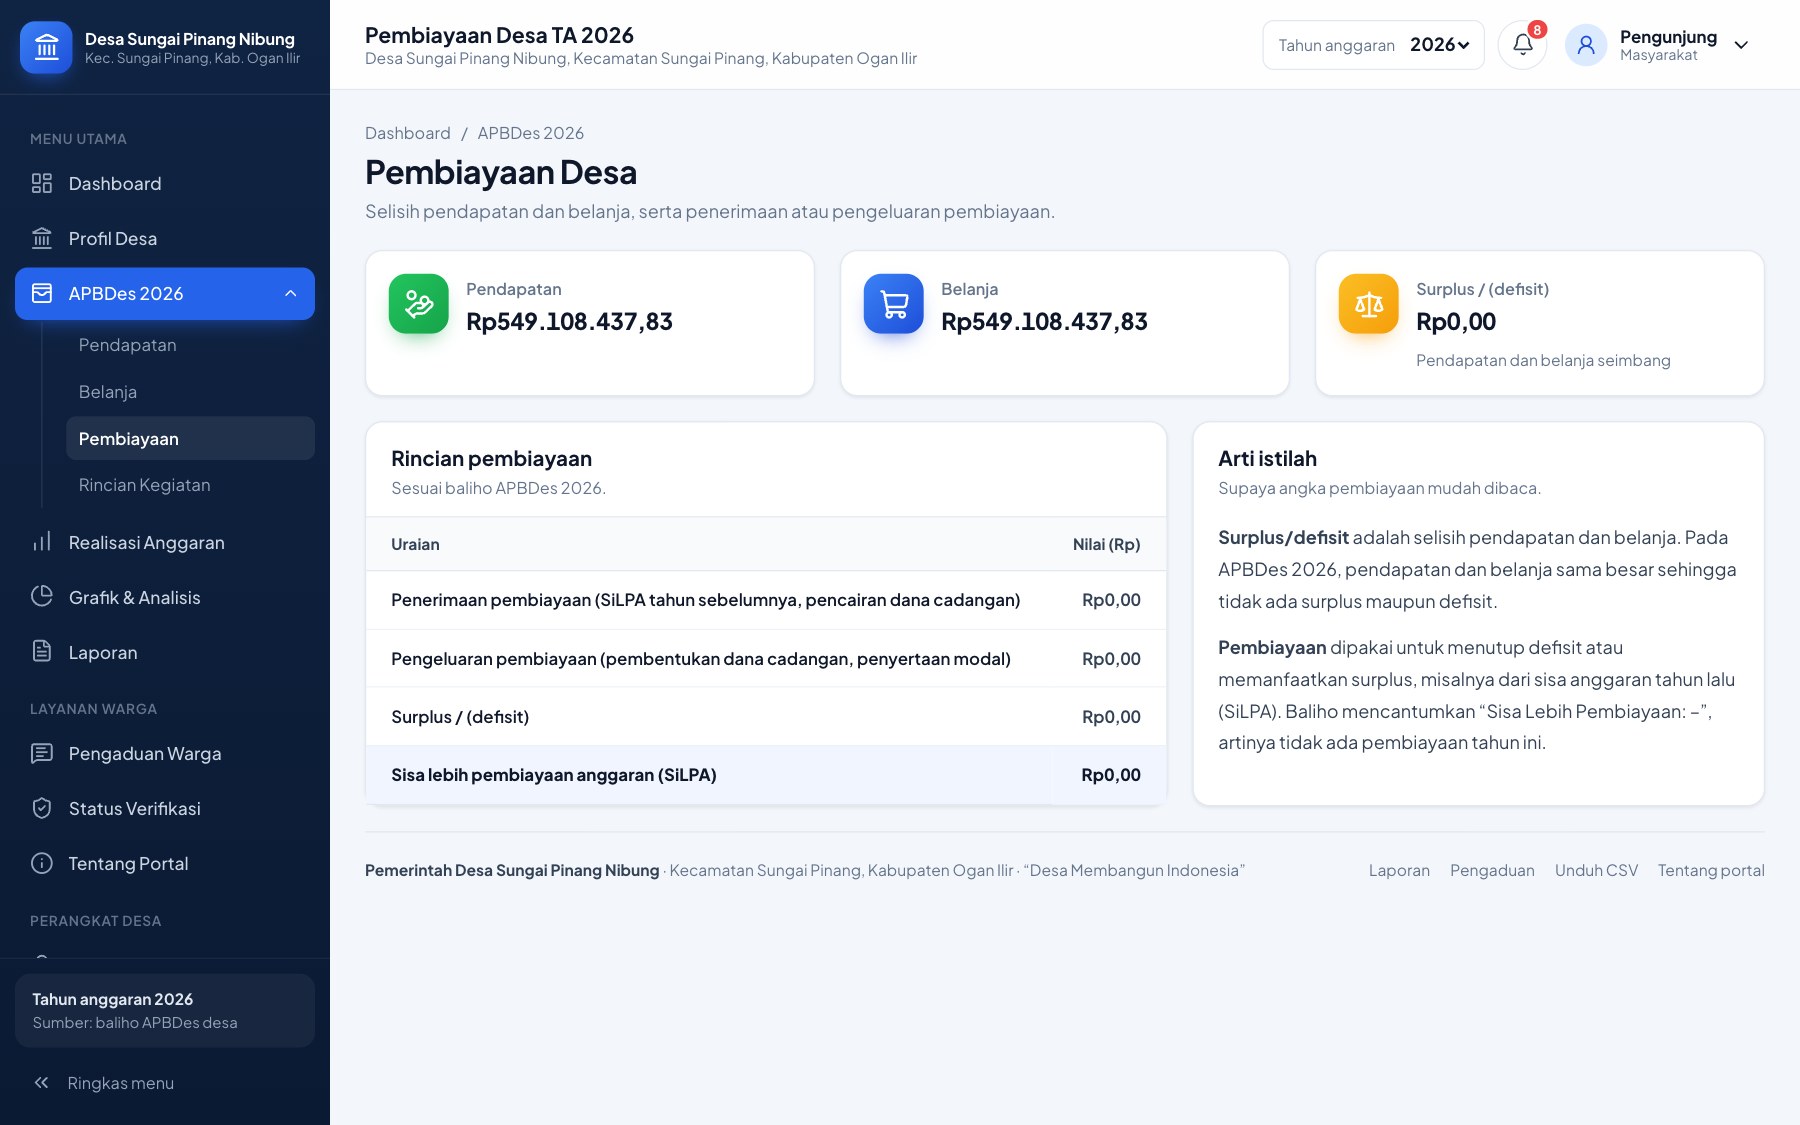 Desa Sungai Pinang Nibung
Kec. Sungai Pinang, Kab. Ogan Ilir
MENU UTAMA
Dashboard
Profil Desa
APBDes 2026
Pendapatan
Belanja
Pembiayaan
Rincian Kegiatan
Realisasi Anggaran
Grafik & Analisis
Laporan
LAYANAN WARGA
Pengaduan Warga
Status Verifikasi
Tentang Portal
PERANGKAT DESA
Tahun anggaran 2026
Sumber: baliho APBDes desa
Ringkas menu
Pembiayaan Desa TA 2026
Desa Sungai Pinang Nibung, Kecamatan Sungai Pinang, Kabupaten Ogan Ilir
Tahun anggaran 2026
8
Pengunjung
Masyarakat
Dashboard / APBDes 2026
Pembiayaan Desa
Selisih pendapatan dan belanja, serta penerimaan atau pengeluaran pembiayaan.
Pendapatan
Rp549.108.437,83
Belanja
Rp549.108.437,83
Surplus / (defisit)
Rp0,00
Pendapatan dan belanja seimbang
Rincian pembiayaan
Sesuai baliho APBDes 2026.
Uraian Nilai (Rp)
Penerimaan pembiayaan (SiLPA tahun sebelumnya, pencairan dana cadangan) Rp0,00
Pengeluaran pembiayaan (pembentukan dana cadangan, penyertaan modal) Rp0,00
Surplus / (defisit) Rp0,00
Sisa lebih pembiayaan anggaran (SiLPA) Rp0,00
Arti istilah
Supaya angka pembiayaan mudah dibaca.
Surplus/defisit adalah selisih pendapatan dan belanja. Pada
APBDes 2026, pendapatan dan belanja sama besar sehingga
tidak ada surplus maupun defisit.
Pembiayaan dipakai untuk menutup defisit atau
memanfaatkan surplus, misalnya dari sisa anggaran tahun lalu
(SiLPA). Baliho mencantumkan “Sisa Lebih Pembiayaan: –”,
artinya tidak ada pembiayaan tahun ini.
Pemerintah Desa Sungai Pinang Nibung · Kecamatan Sungai Pinang, Kabupaten Ogan Ilir · “Desa Membangun Indonesia”
Laporan Pengaduan Unduh CSV Tentang portal